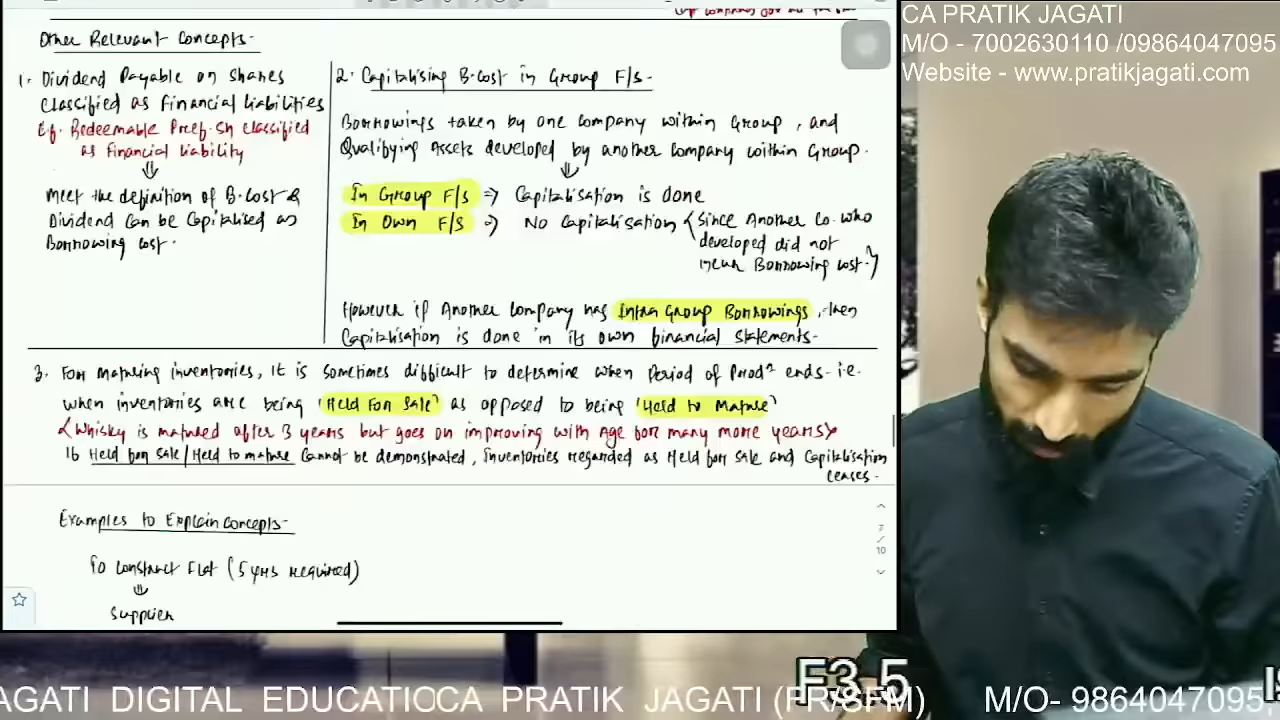 CA PRATIK JAGATI
M/O - 7002630110 /09864047095
Website - www.pratikjagati.com
Other Relevant Concepts-
1. Dividend Payable on shares
Classified as Financial Liabilities
Eg. Redeemable Pref. Sh classified
as Financial Liability
⇓
Meet the definition of B.Cost &
Dividend Can be Capitalised as
Borrowing Cost.
2. Capitalising B.Cost in Group F/s-
Borrowings taken by one company within Group, and
Qualifying Assets developed by another Company within Group.
⇓
In Group F/s ⇒ Capitalisation is done
In Own F/s ⇒ No Capitalisation {Since Another Co. who
developed did not
incur Borrowing Cost.}
However if Another Company has Intra Group Borrowings, then
Capitalisation is done in its own financial statements-
3. For Maturing inventories, it is sometimes difficult to determine when Period of Prodⁿ ends- i.e.
when inventories are being 'Held For Sale' as opposed to being 'Held to Mature'
{Whisky is matured after 3 years but goes on improving with Age for many more years}
If Held for sale/Held to mature Cannot be demonstrated, Inventories regarded as Held for Sale and Capitalisation
Ceases-
Examples to Explain Concepts-
To Construct Flat (5 yrs required)
⇓
Supplier
7
/
10
F3.5
AGATI DIGITAL EDUCATIO
CA PRATIK JAGATI (FR/SFM) M/O- 9864047095,